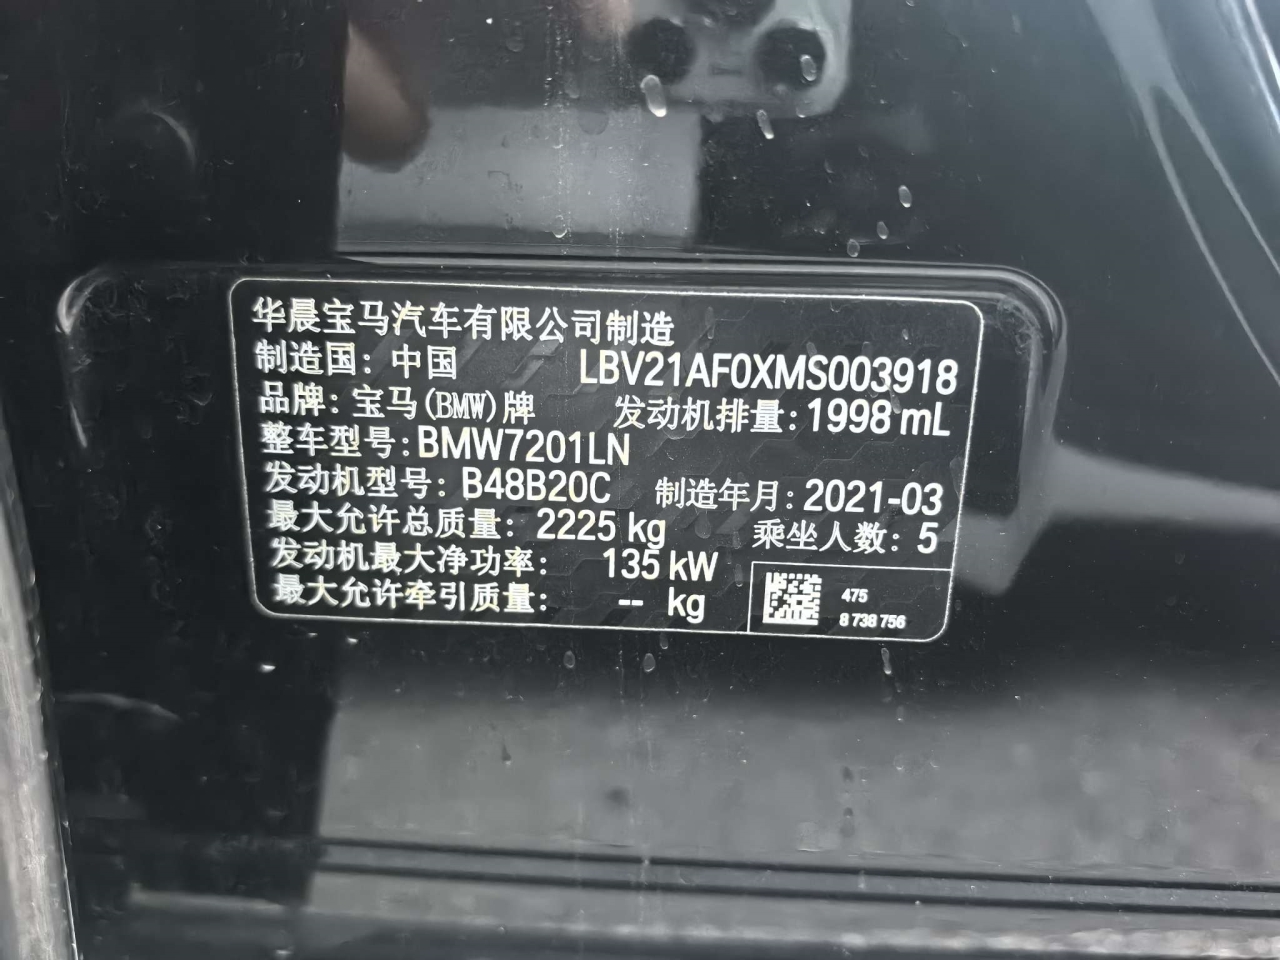 华晨宝马汽车有限公司制造
制造国：中国 LBV21AF0XMS003918
品牌：宝马(BMW)牌 发动机排量：1998 mL
整车型号：BMW7201LN
发动机型号：B48B20C 制造年月：2021-03
最大允许总质量：2225 kg 乘坐人数：5
发动机最大净功率：135 kW
最大允许牵引质量：-- kg
475
8 738 756